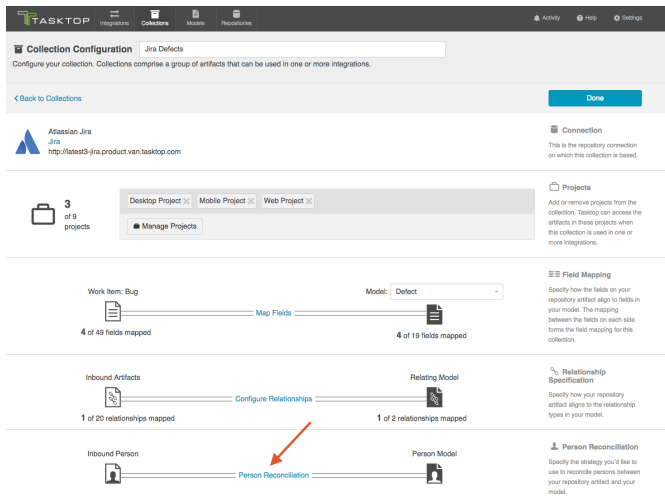 TASKTOP
Integrations
Collections
Models
Repositories
Activity
Help
Settings
Collection Configuration
Jira Defects
Configure your collection. Collections comprise a group of artifacts that can be used in one or more integrations.
Back to Collections
Done
Atlassian Jira
Jira
http://latest3-jira.product.van.tasktop.com
Connection
This is the repository connection
on which this collection is based.
3
of 9
projects
Desktop Project
Mobile Project
Web Project
Manage Projects
Projects
Add or remove projects from the
collection. Tasktop can access the
artifacts in these projects when
this collection is used in one or
more integrations.
Work Item: Bug
Model: Defect
Map Fields
4 of 49 fields mapped
4 of 19 fields mapped
Field Mapping
Specify how the fields on your
repository artifact align to fields in
your model. The mapping
between the fields on each side
forms the field mapping for this
collection.
Inbound Artifacts
Relating Model
Configure Relationships
1 of 20 relationships mapped
1 of 2 relationships mapped
Relationship
Specification
Specify how your repository
artifact aligns to the relationship
types in your model.
Inbound Person
Person Model
Person Reconciliation
Person Reconciliation
Specify the strategy you'd like to
use to reconcile persons between
your repository artifact and your
model.